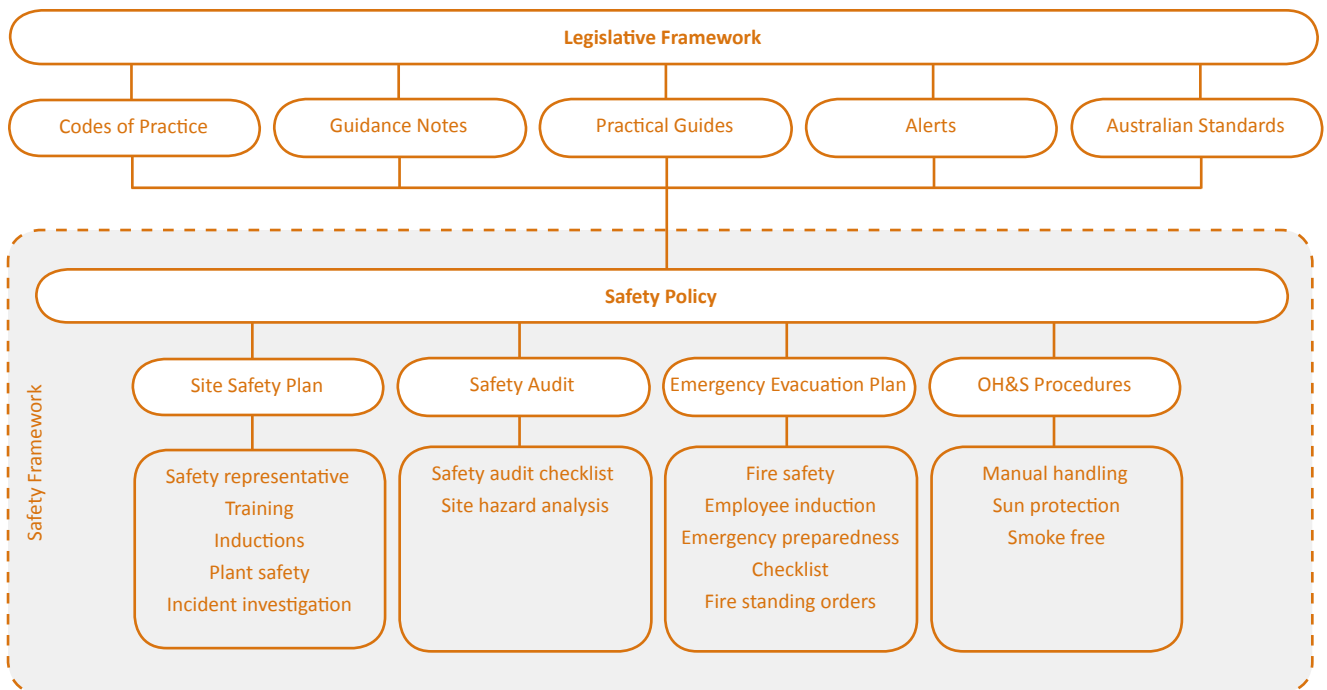 Legislative Framework
Codes of Practice
Guidance Notes
Practical Guides
Alerts
Australian Standards
Safety Framework
Safety Policy
Site Safety Plan
Safety Audit
Emergency Evacuation Plan
OH&S Procedures
Safety representative
Training
Inductions
Plant safety
Incident investigation
Safety audit checklist
Site hazard analysis
Fire safety
Employee induction
Emergency preparedness
Checklist
Fire standing orders
Manual handling
Sun protection
Smoke free